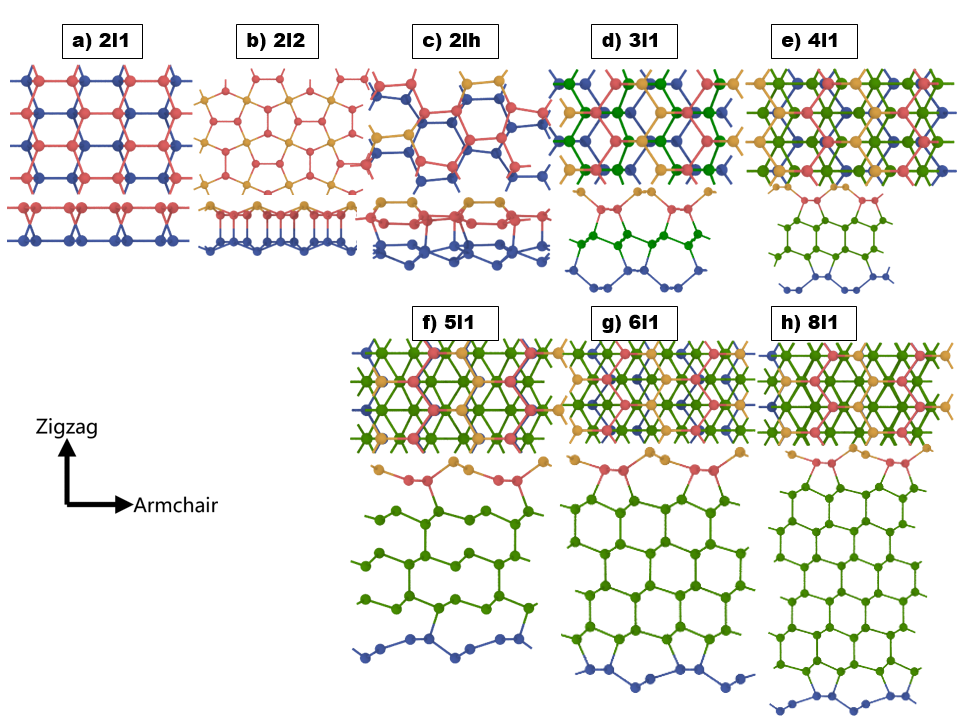 a) 2l1
b) 2l2
c) 2lh
d) 3l1
e) 4l1
f) 5l1
g) 6l1
h) 8l1
Zigzag
Armchair